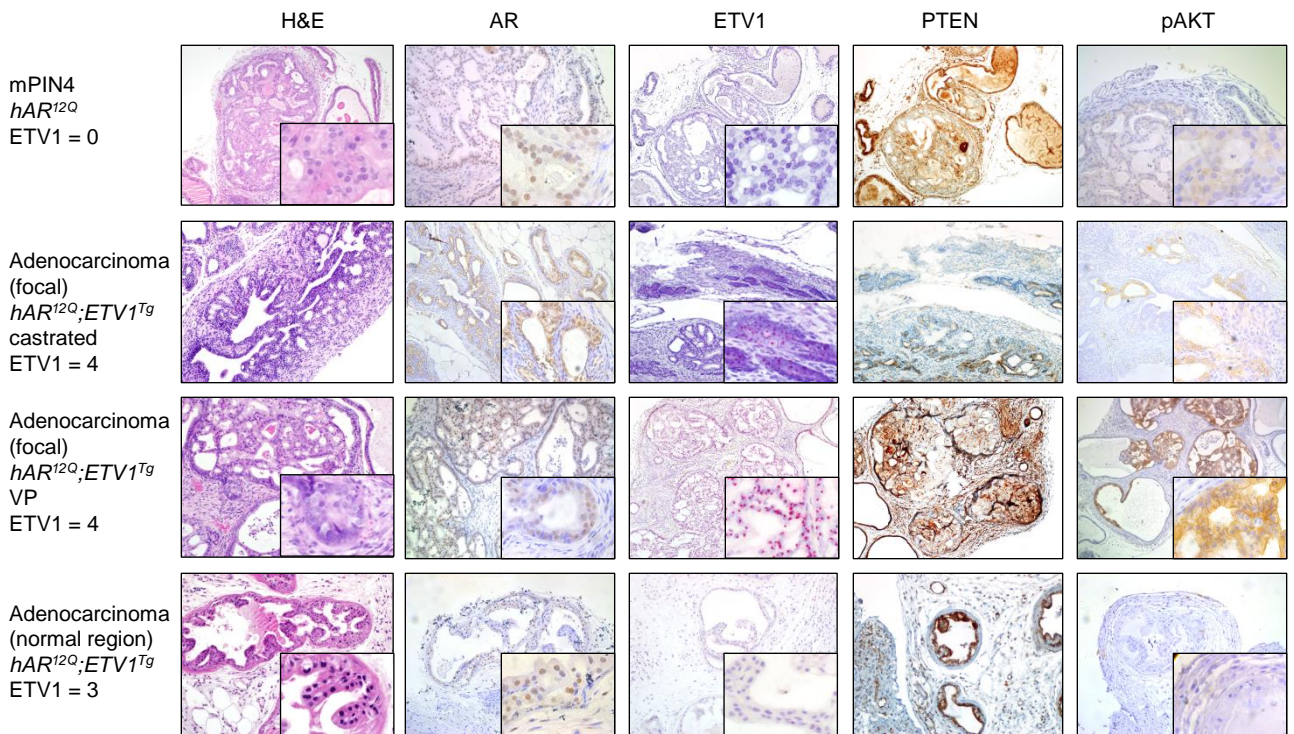 H&E AR ETV1 PTEN pAKT
mPIN4
hAR12Q
ETV1 = 0
Adenocarcinoma
(focal)
hAR12Q;ETV1Tg
castrated
ETV1 = 4
Adenocarcinoma
(focal)
hAR12Q;ETV1Tg
VP
ETV1 = 4
Adenocarcinoma
(normal region)
hAR12Q;ETV1Tg
ETV1 = 3